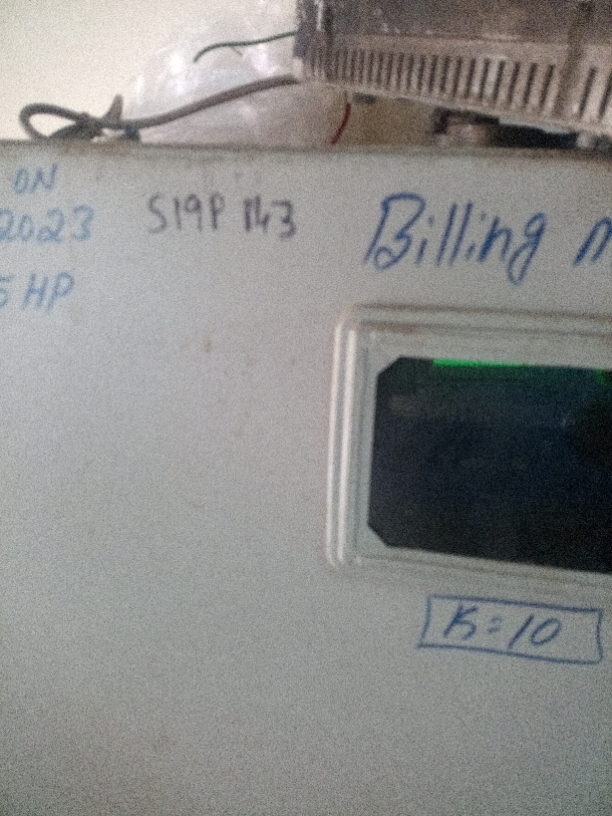 ON
2023
5 HP
S19P 143
Billing
K=10